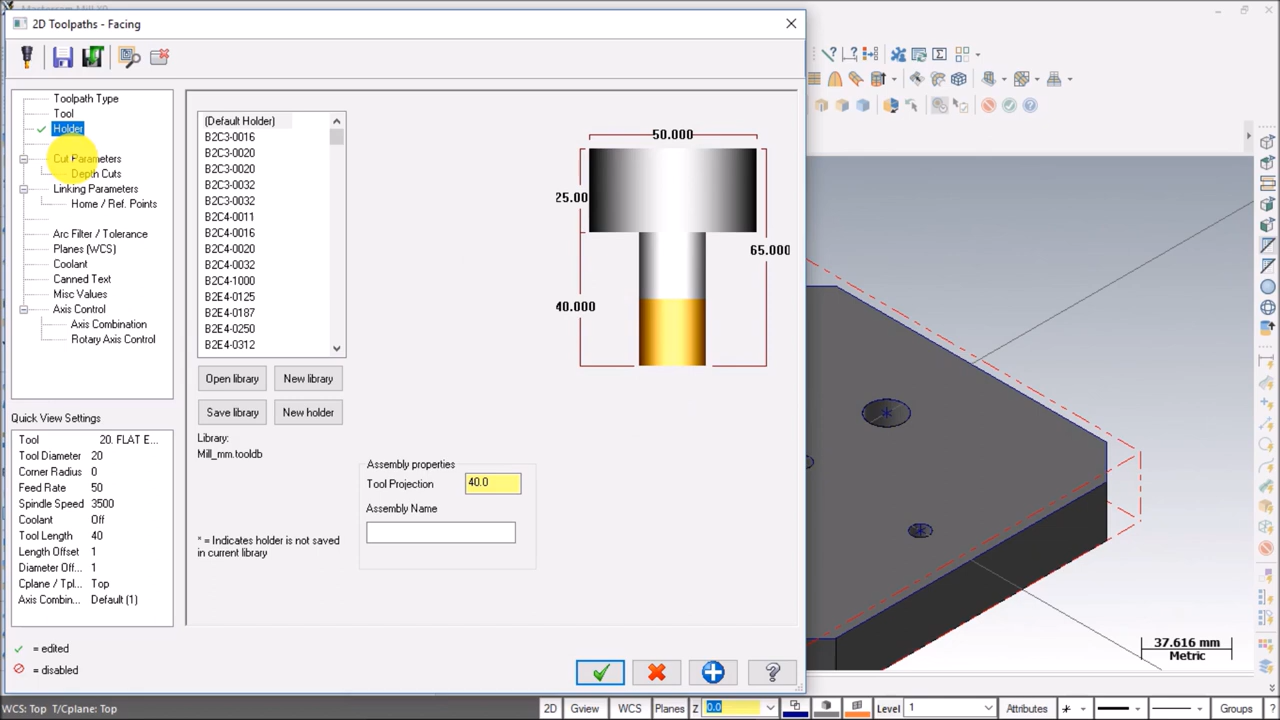 2D Toolpaths - Facing
Toolpath Type
Tool
Holder
Cut Parameters
Depth Cuts
Linking Parameters
Home / Ref. Points
Arc Filter / Tolerance
Planes (WCS)
Coolant
Canned Text
Misc Values
Axis Control
Axis Combination
Rotary Axis Control
(Default Holder)
B2C3-0016
B2C3-0020
B2C3-0020
B2C3-0032
B2C3-0032
B2C4-0011
B2C4-0016
B2C4-0020
B2C4-0032
B2C4-1000
B2E4-0125
B2E4-0187
B2E4-0250
B2E4-0312
Open library
New library
Save library
New holder
Library:
Mill_mm.tooldb
* = Indicates holder is not saved
in current library
50.000
25.00
65.000
40.000
Assembly properties
Tool Projection
40.0
Assembly Name
Quick View Settings
Tool 20. FLAT E...
Tool Diameter 20
Corner Radius 0
Feed Rate 50
Spindle Speed 3500
Coolant Off
Tool Length 40
Length Offset 1
Diameter Off... 1
Cplane / Tpl... Top
Axis Combin... Default (1)
= edited
= disabled
37.616 mm
Metric
WCS: Top T/Cplane: Top
2D
Gview
WCS
Planes
Z
0.0
Level
1
Attributes
Groups